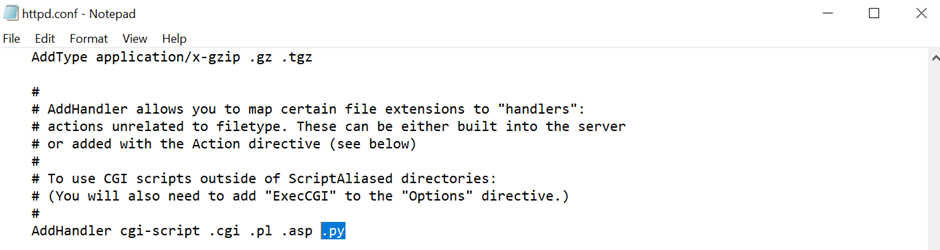 httpd.conf - Notepad
File Edit Format View Help
AddType application/x-gzip .gz .tgz
#
# AddHandler allows you to map certain file extensions to "handlers":
# actions unrelated to filetype. These can be either built into the server
# or added with the Action directive (see below)
#
# To use CGI scripts outside of ScriptAliased directories:
# (You will also need to add "ExecCGI" to the "Options" directive.)
#
AddHandler cgi-script .cgi .pl .asp .py